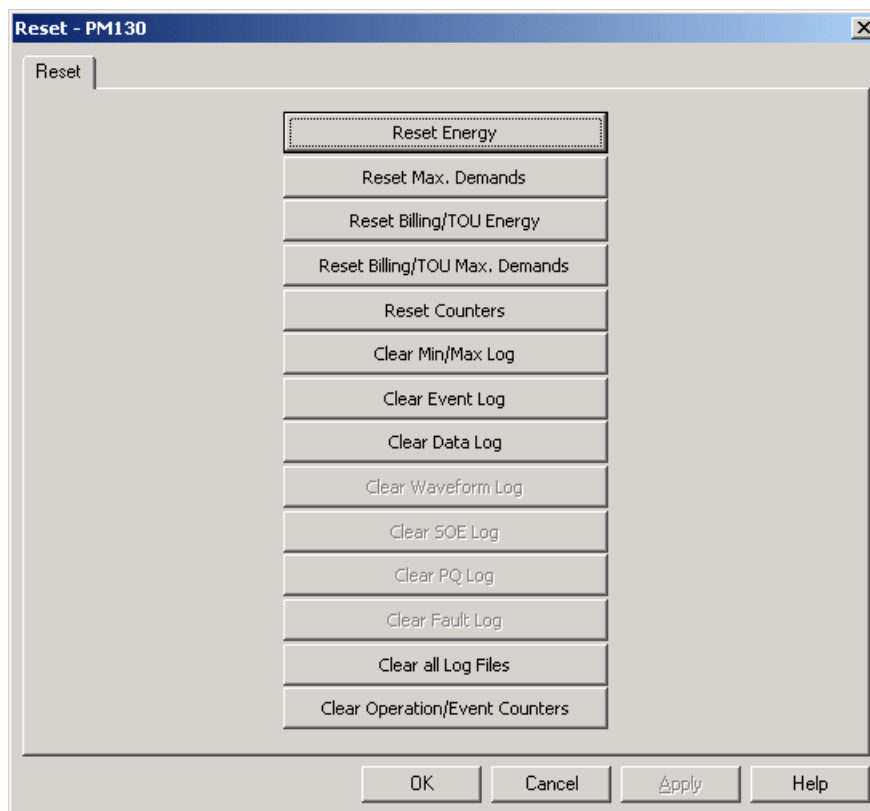 Reset - PM130
Reset
Reset Energy
Reset Max. Demands
Reset Billing/TOU Energy
Reset Billing/TOU Max. Demands
Reset Counters
Clear Min/Max Log
Clear Event Log
Clear Data Log
Clear Waveform Log
Clear SOE Log
Clear PQ Log
Clear Fault Log
Clear all Log Files
Clear Operation/Event Counters
OK Cancel Apply Help